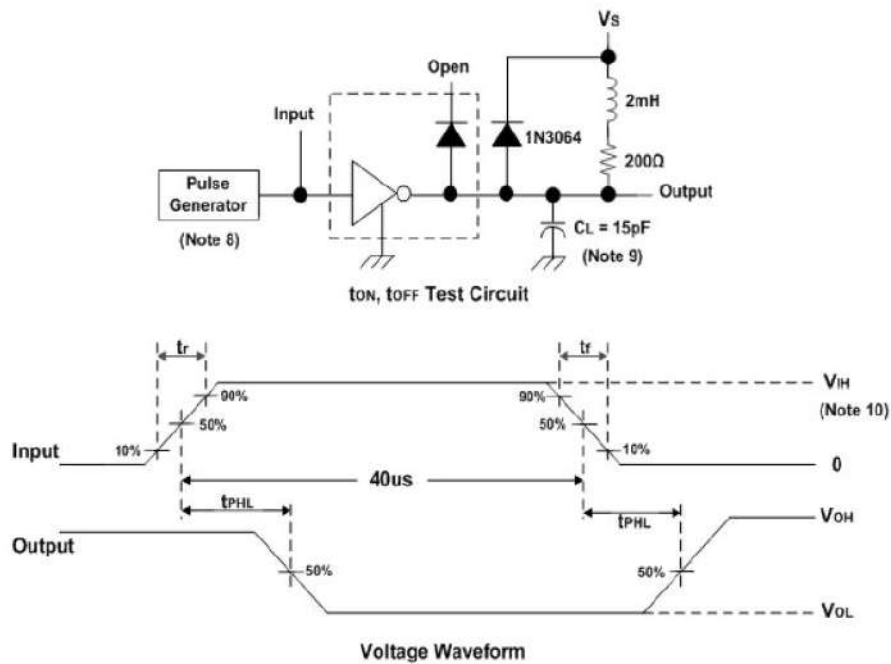 Vs
Open
2mH
Input
1N3064
200Ω
Pulse
Generator
Output
(Note 8)
CL = 15pF
(Note 9)
tON, tOFF Test Circuit
tr
tf
90%
90%
VIH
(Note 10)
50%
50%
10%
10%
Input
0
40us
tPHL
tPHL
VOH
Output
50%
50%
VOL
Voltage Waveform